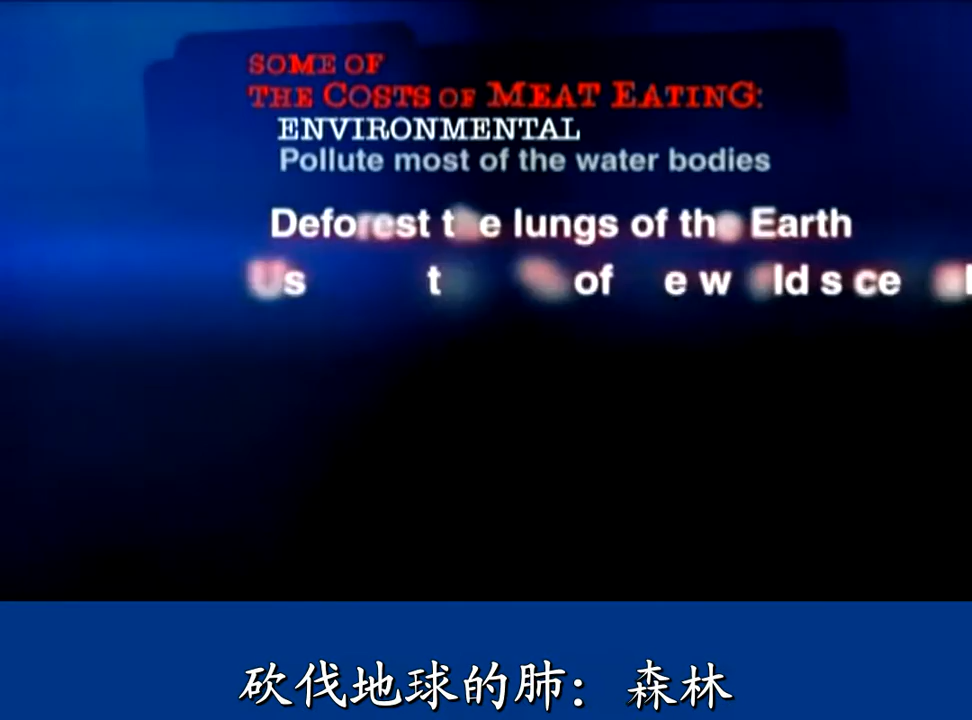 SOME OF
THE COSTS OF MEAT EATING:
ENVIRONMENTAL
Pollute most of the water bodies
Deforest the lungs of the Earth
of
砍伐地球的肺：森林